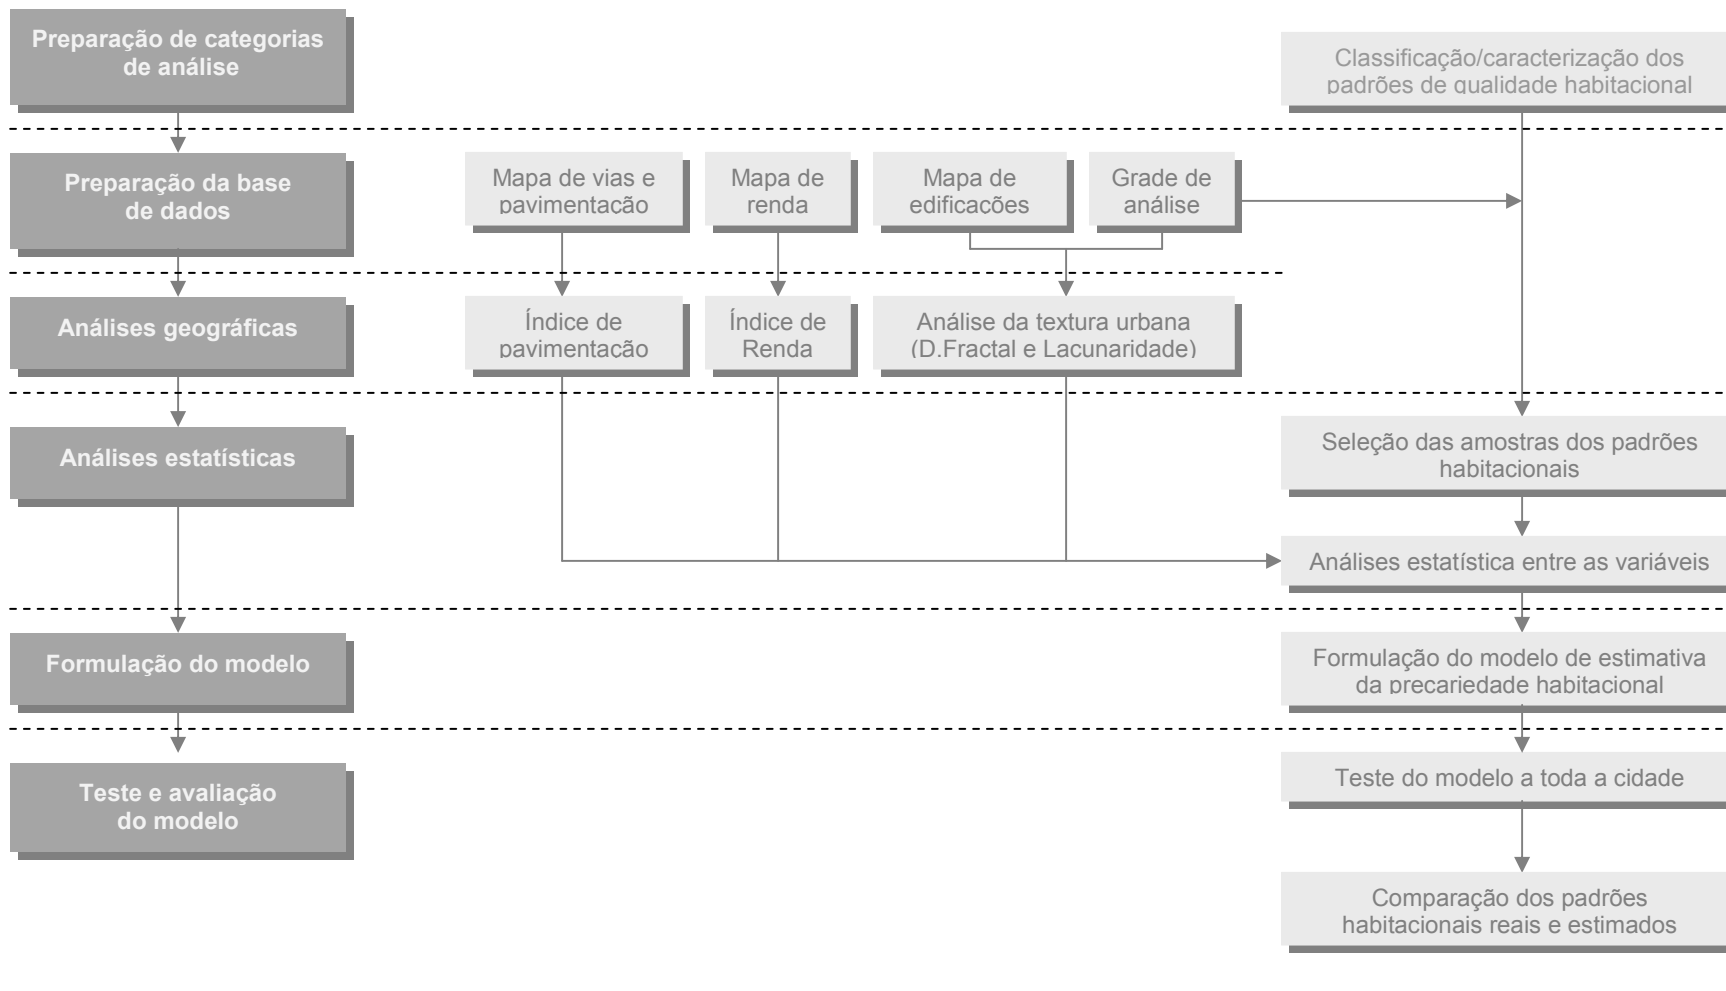 Preparação de categorias
de análise
Classificação/caracterização dos
padrões de qualidade habitacional
Preparação da base
de dados
Mapa de vias e
pavimentação
Mapa de
renda
Mapa de
edificações
Grade de
análise
Análises geográficas
Índice de
pavimentação
Índice de
Renda
Análise da textura urbana
(D.Fractal e Lacunaridade)
Análises estatísticas
Seleção das amostras dos padrões
habitacionais
Análises estatística entre as variáveis
Formulação do modelo
Formulação do modelo de estimativa
da precariedade habitacional
Teste e avaliação
do modelo
Teste do modelo a toda a cidade
Comparação dos padrões
habitacionais reais e estimados